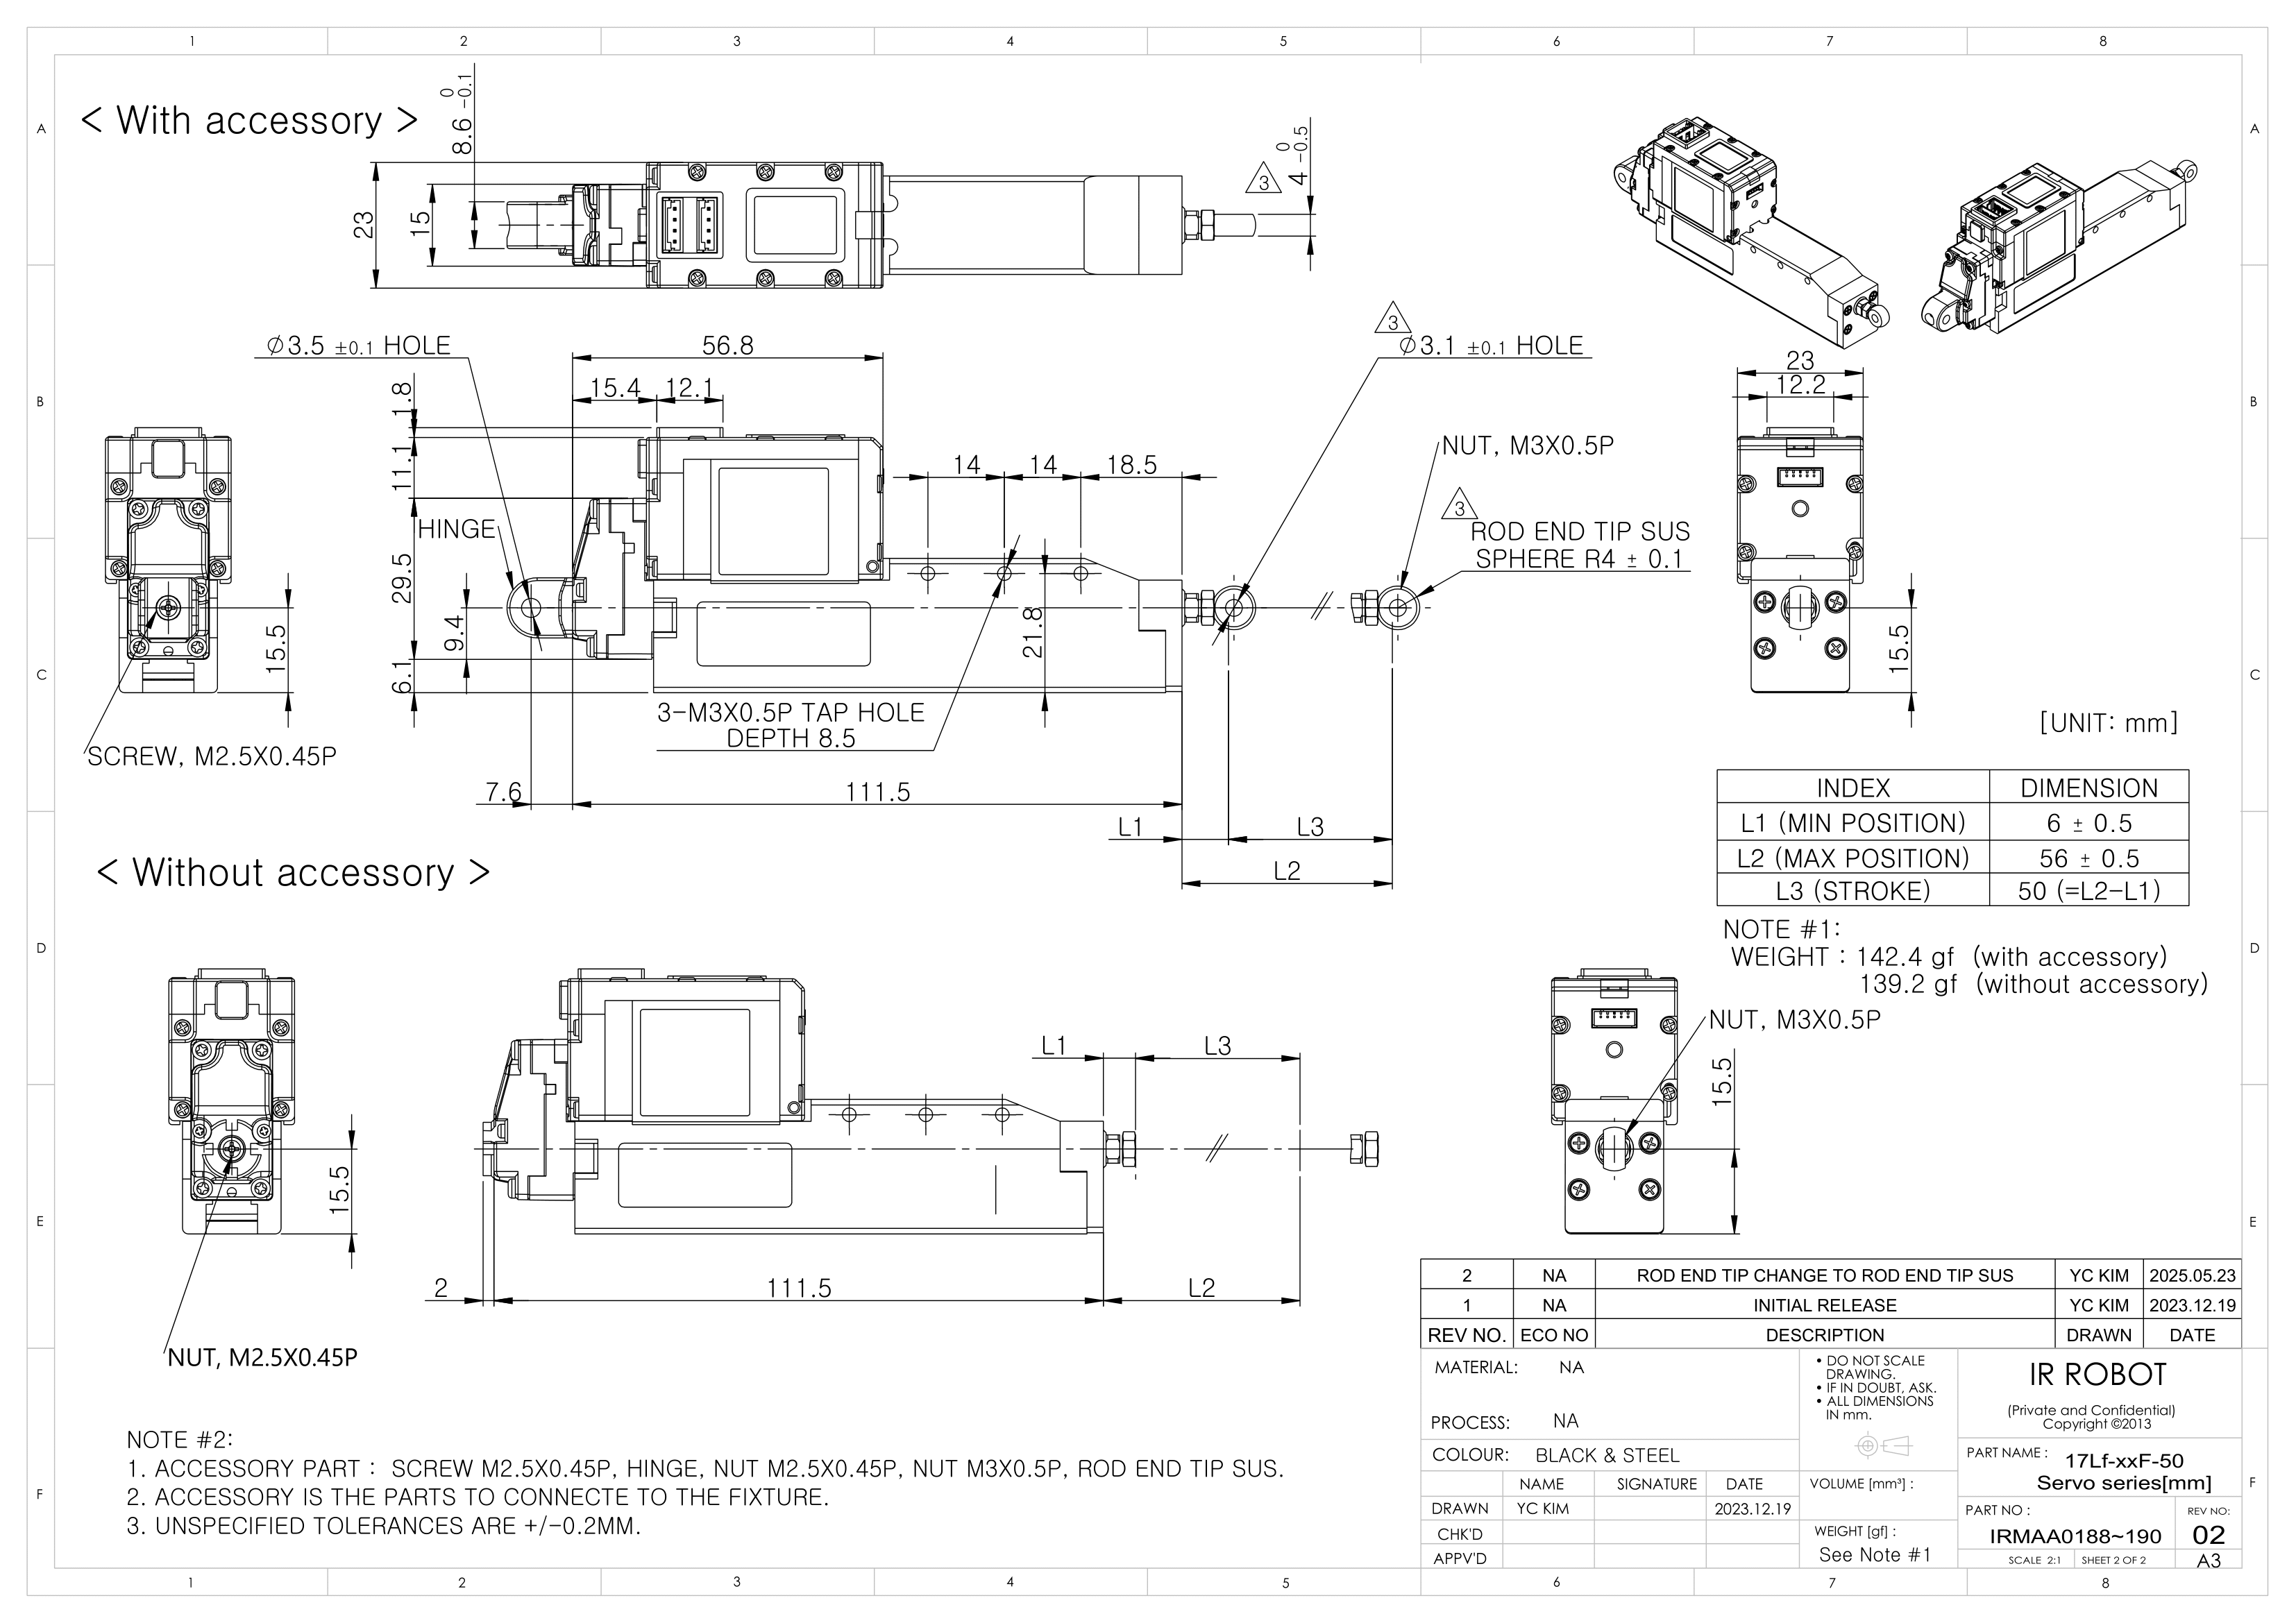 1 2 3 4 5 6 7 8
A A
B B
C C
D D
E E
F F
< With accessory >
8.6 0 -0.1
23
15
3
4 0 -0.5
Ø3.5 ±0.1 HOLE
56.8
15.4
12.1
1.8
11.1
29.5
9.4
6.1
HINGE
14
14
18.5
21.8
3
Ø3.1 ±0.1 HOLE
NUT, M3X0.5P
3
ROD END TIP SUS
SPHERE R4 ± 0.1
23
12.2
15.5
15.5
SCREW, M2.5X0.45P
3-M3X0.5P TAP HOLE
DEPTH 8.5
7.6
111.5
L1
L3
L2
[UNIT: mm]
INDEX DIMENSION
L1 (MIN POSITION) 6 ± 0.5
L2 (MAX POSITION) 56 ± 0.5
L3 (STROKE) 50 (=L2-L1)
NOTE #1:
WEIGHT : 142.4 gf (with accessory)
139.2 gf (without accessory)
< Without accessory >
L1
L3
15.5
NUT, M2.5X0.45P
2
111.5
L2
NUT, M3X0.5P
15.5
NOTE #2:
1. ACCESSORY PART : SCREW M2.5X0.45P, HINGE, NUT M2.5X0.45P, NUT M3X0.5P, ROD END TIP SUS.
2. ACCESSORY IS THE PARTS TO CONNECTE TO THE FIXTURE.
3. UNSPECIFIED TOLERANCES ARE +/-0.2MM.
2 NA ROD END TIP CHANGE TO ROD END TIP SUS YC KIM 2025.05.23
1 NA INITIAL RELEASE YC KIM 2023.12.19
REV NO. ECO NO DESCRIPTION DRAWN DATE
MATERIAL: NA
PROCESS: NA
COLOUR: BLACK & STEEL
NAME SIGNATURE DATE
DRAWN YC KIM 2023.12.19
CHK'D
APPV'D
• DO NOT SCALE
DRAWING.
• IF IN DOUBT, ASK.
• ALL DIMENSIONS
IN mm.
VOLUME [mm³] :
WEIGHT [gf] :
See Note #1
IR ROBOT
(Private and Confidential)
Copyright ©2013
PART NAME : 17Lf-xxF-50
Servo series[mm]
PART NO :
IRMAA0188~190
REV NO:
02
SCALE 2:1 SHEET 2 OF 2
A3
1 2 3 4 5 6 7 8